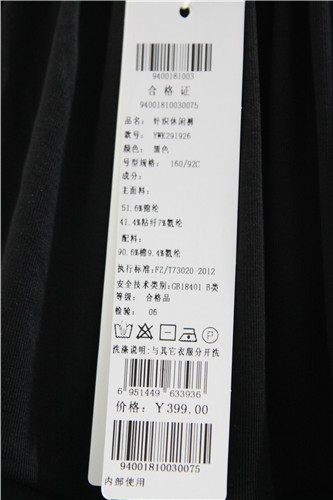 9400181003
合格证
94001810030075
品名: 针织休闲裤
款号: YWK291926
颜色: 黑色
号型规格: 160/92C
成分:
主面料:
51.6%锦纶
41.4%粘纤7%氨纶
配料:
90.6%棉9.4%氨纶
执行标准:FZ/T73020-2012
安全技术类别:GB18401 B类
等级: 合格品
检验: 06
P
洗涤说明:与其它衣服分开洗
6 951449 633936
价格: ¥399.00
94001810030075
内部使用